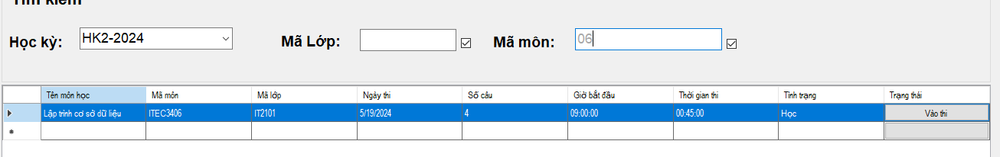 Tìm kiếm
Học kỳ: HK2-2024 Mã Lớp: Mã môn: 06
Tên môn học Mã môn Mã lớp Ngày thi Số câu Giờ bắt đầu Thời gian thi Tình trạng Trạng thái
Lập trình cơ sở dữ liệu ITEC3406 IT2101 5/19/2024 4 09:00:00 00:45:00 Học Vào thi